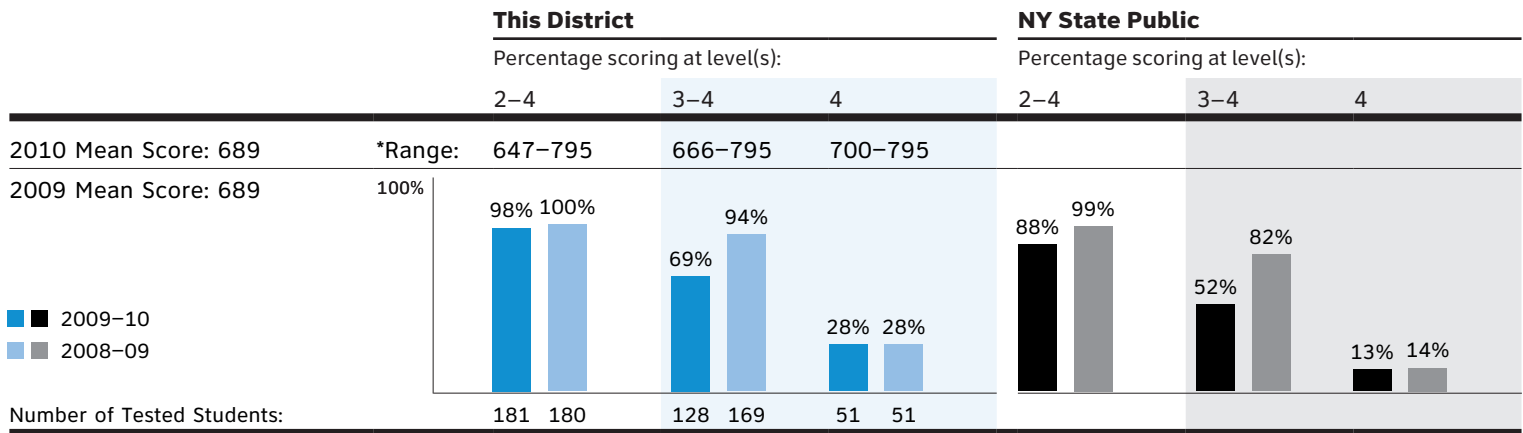 This District NY State Public
Percentage scoring at level(s): Percentage scoring at level(s):
2–4 3–4 4 2–4 3–4 4
2010 Mean Score: 689 *Range: 647–795 666–795 700–795
2009 Mean Score: 689 100%
98% 100% 94% 88% 99% 82%
69% 52%
28% 28% 13% 14%
2009–10
2008–09
Number of Tested Students: 181 180 128 169 51 51